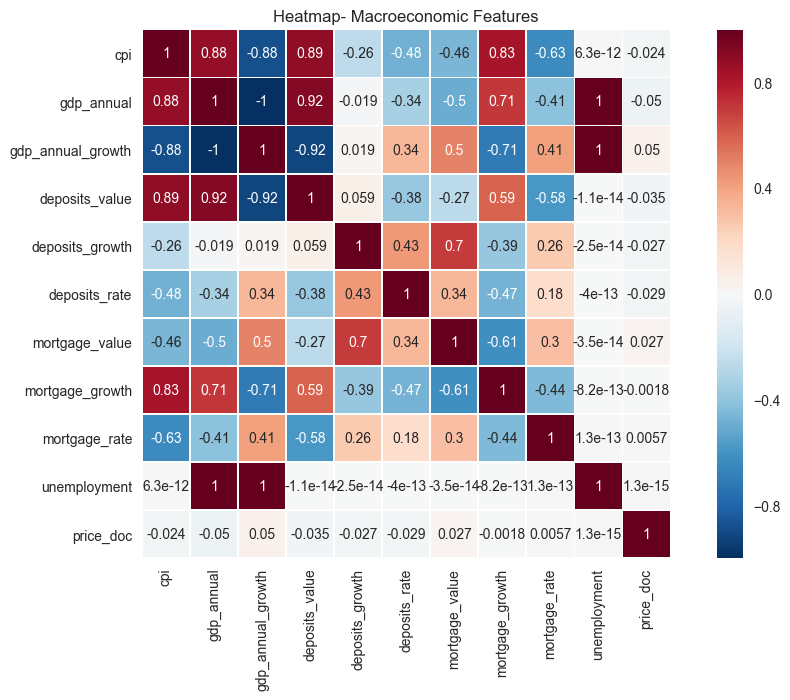 Heatmap- Macroeconomic Features
cpi 1 0.88 -0.88 0.89 -0.26 -0.48 -0.46 0.83 -0.63 6.3e-12 -0.024
gdp_annual 0.88 1 -1 0.92 -0.019 -0.34 -0.5 0.71 -0.41 1 -0.05
gdp_annual_growth -0.88 -1 1 -0.92 0.019 0.34 0.5 -0.71 0.41 1 0.05
deposits_value 0.89 0.92 -0.92 1 0.059 -0.38 -0.27 0.59 -0.58 -1.1e-14 -0.035
deposits_growth -0.26 -0.019 0.019 0.059 1 0.43 0.7 -0.39 0.26 -2.5e-14 -0.027
deposits_rate -0.48 -0.34 0.34 -0.38 0.43 1 0.34 -0.47 0.18 -4e-13 -0.029
mortgage_value -0.46 -0.5 0.5 -0.27 0.7 0.34 1 -0.61 0.3 -3.5e-14 0.027
mortgage_growth 0.83 0.71 -0.71 0.59 -0.39 -0.47 -0.61 1 -0.44 -8.2e-13 -0.0018
mortgage_rate -0.63 -0.41 0.41 -0.58 0.26 0.18 0.3 -0.44 1 1.3e-13 0.0057
unemployment 6.3e-12 1 1 -1.1e-14 -2.5e-14 -4e-13 -3.5e-14 -8.2e-13 1.3e-13 1 1.3e-15
price_doc -0.024 -0.05 0.05 -0.035 -0.027 -0.029 0.027 -0.0018 0.0057 1.3e-15 1
cpi
gdp_annual
gdp_annual_growth
deposits_value
deposits_growth
deposits_rate
mortgage_value
mortgage_growth
mortgage_rate
unemployment
price_doc
0.8
0.4
0.0
-0.4
-0.8